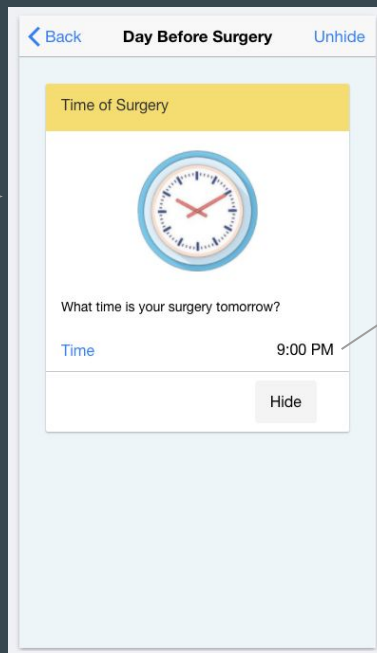 Back
Day Before Surgery
Unhide
Time of Surgery
What time is your surgery tomorrow?
Time
9:00 PM
Hide